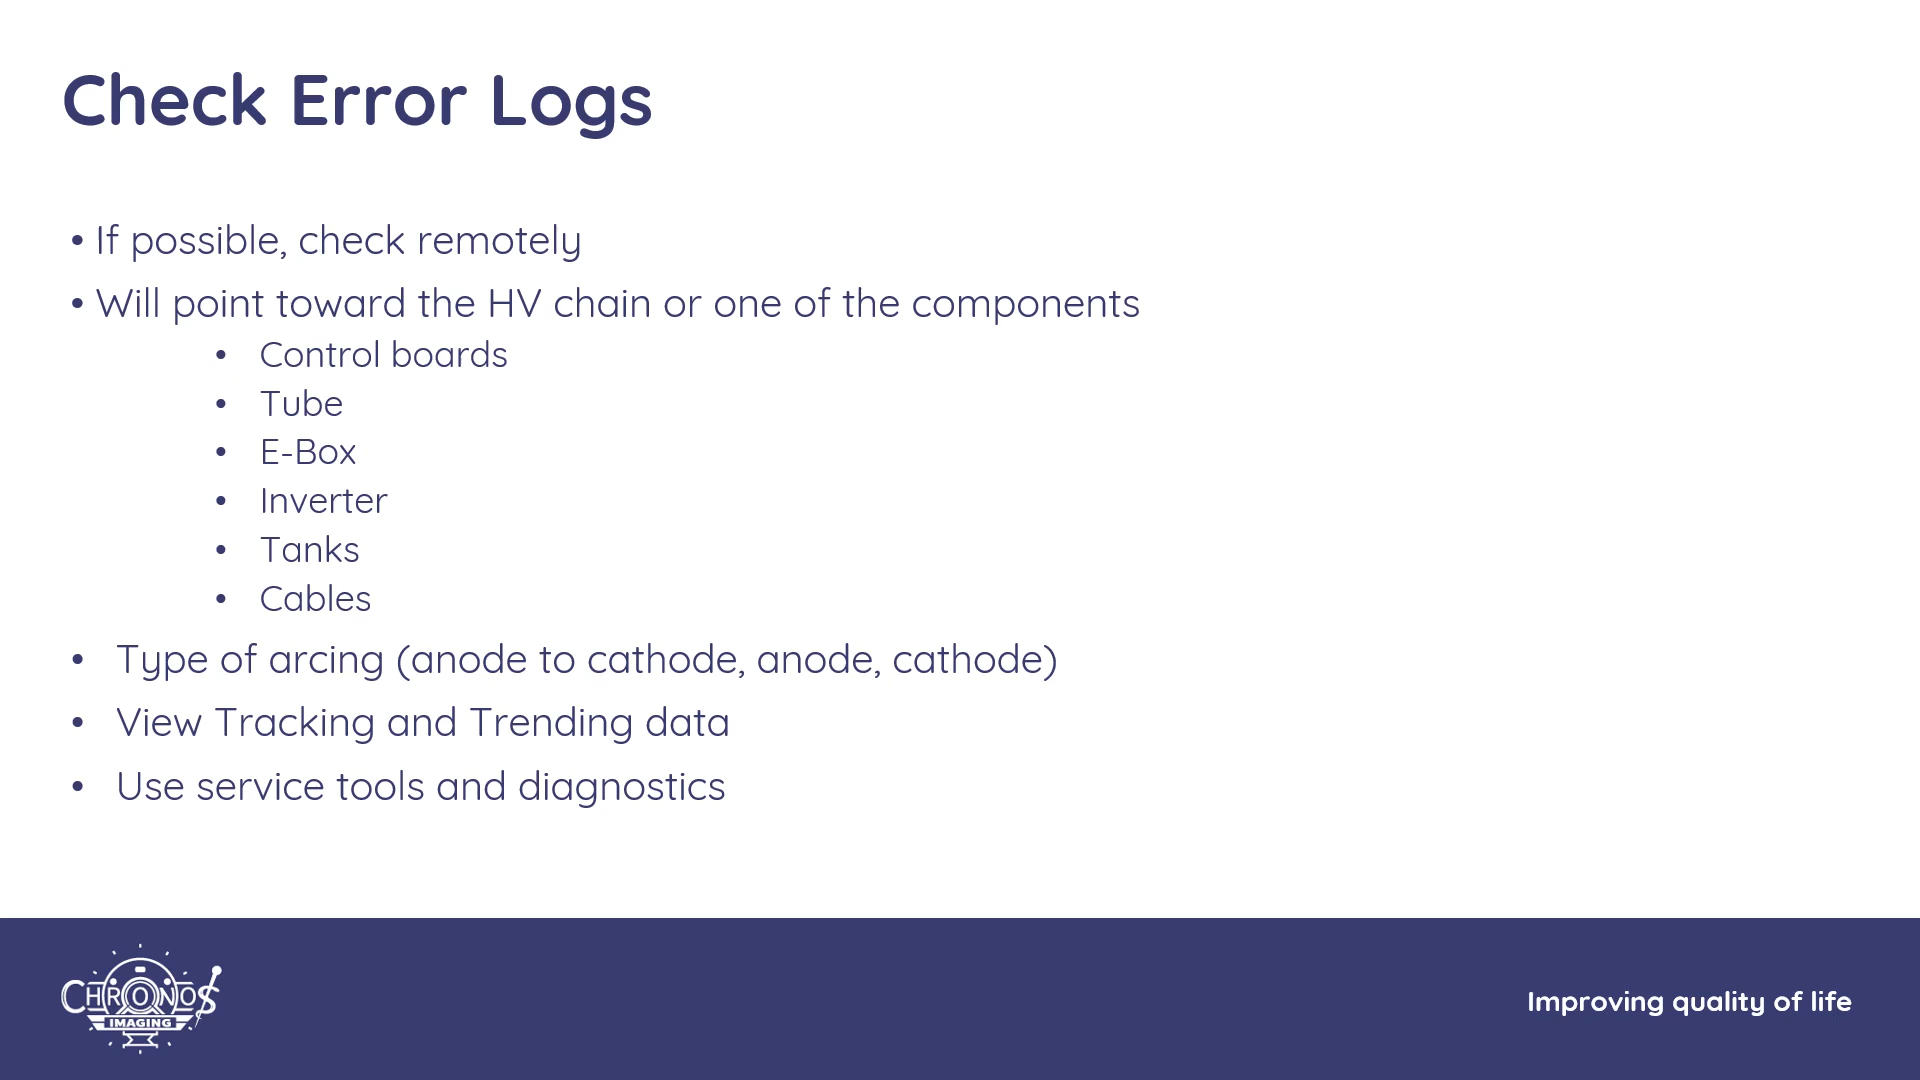 Check Error Logs
• If possible, check remotely
• Will point toward the HV chain or one of the components
• Control boards
• Tube
• E-Box
• Inverter
• Tanks
• Cables
• Type of arcing (anode to cathode, anode, cathode)
• View Tracking and Trending data
• Use service tools and diagnostics
CHRONOS
IMAGING
Improving quality of life